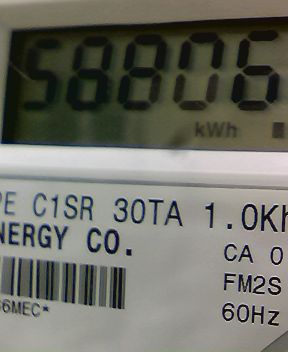 58806
kWh
PE C1SR 30TA 1.0Kh
NERGY CO.
CA 0
FM2S
60Hz
6MEC*